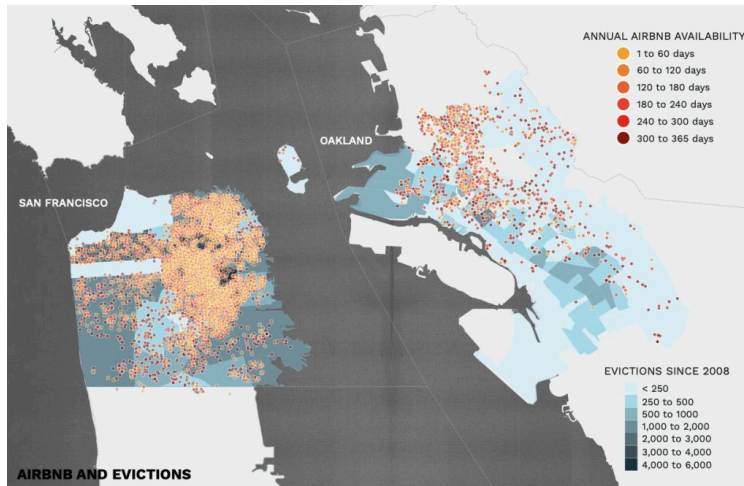 ANNUAL AIRBNB AVAILABILITY
1 to 60 days
60 to 120 days
120 to 180 days
180 to 240 days
240 to 300 days
300 to 365 days
OAKLAND
SAN FRANCISCO
EVICTIONS SINCE 2008
< 250
250 to 500
500 to 1000
1,000 to 2,000
2,000 to 3,000
3,000 to 4,000
4,000 to 6,000
AIRBNB AND EVICTIONS